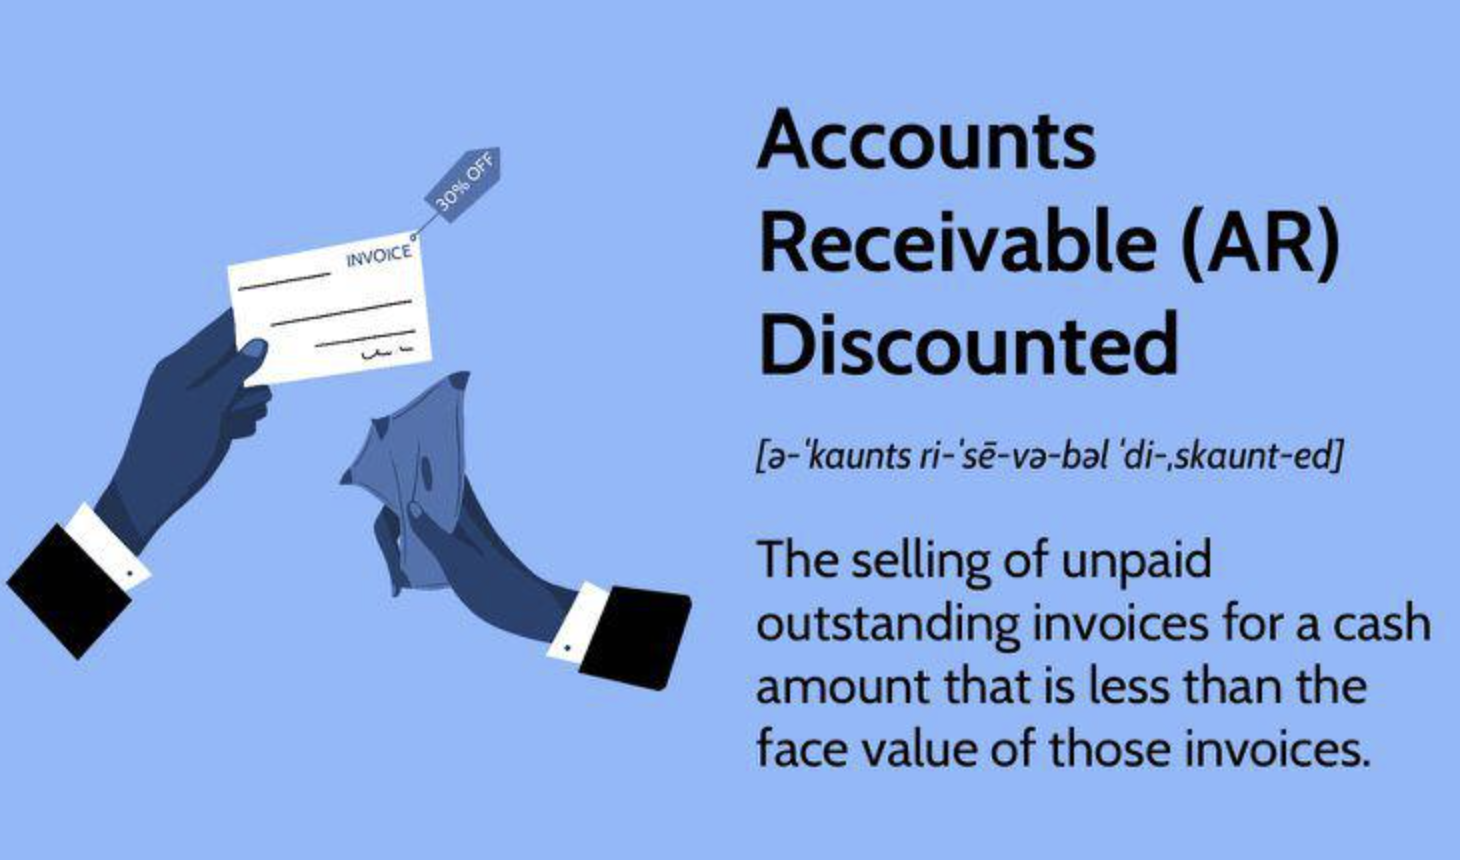 30% OFF
INVOICE
Accounts
Receivable (AR)
Discounted
[ə-ˈkaunts ri-ˈsē-və-bəl ˈdi-ˌskaunt-ed]
The selling of unpaid
outstanding invoices for a cash
amount that is less than the
face value of those invoices.